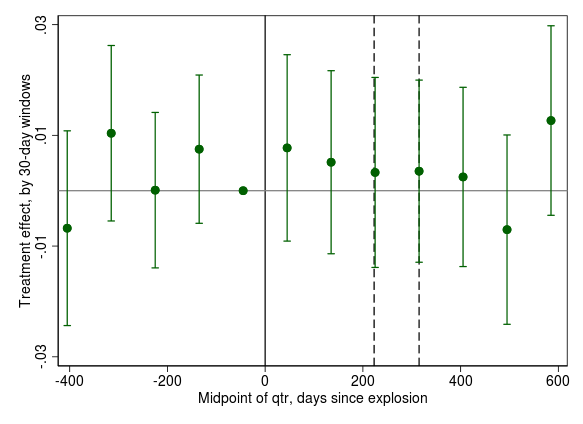 Treatment effect, by 30-day windows
.03
.01
-.01
-.03
-400 -200 0 200 400 600
Midpoint of qtr, days since explosion